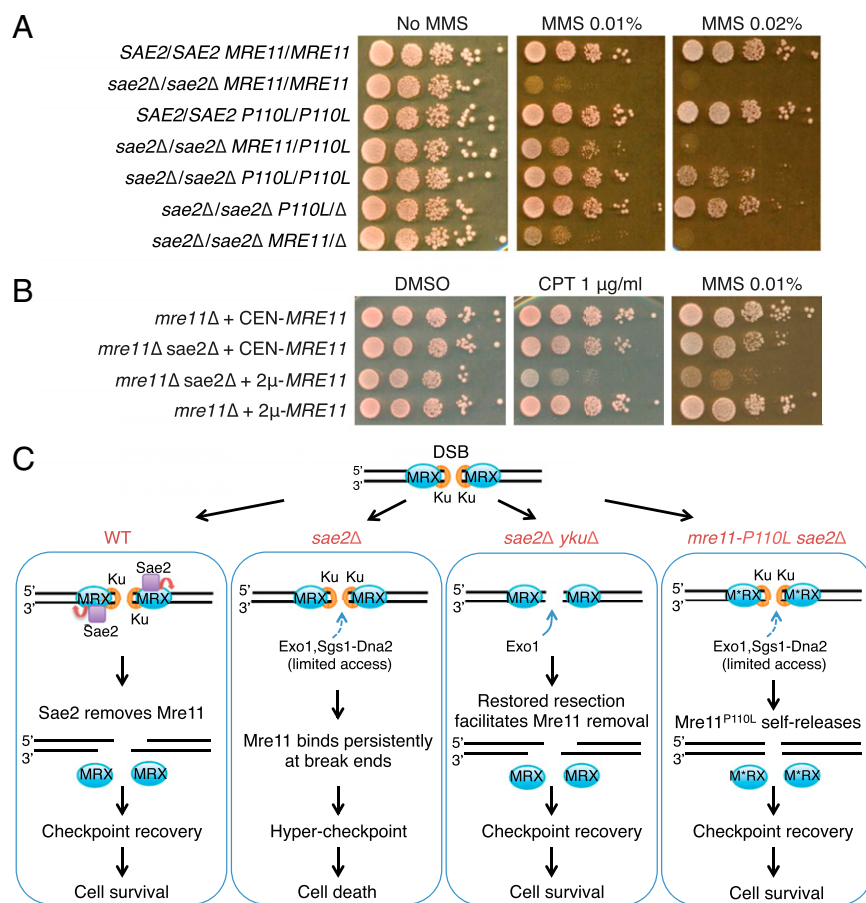 A
No MMS
MMS 0.01%
MMS 0.02%
SAE2/SAE2 MRE11/MRE11
sae2Δ/sae2Δ MRE11/MRE11
SAE2/SAE2 P110L/P110L
sae2Δ/sae2Δ MRE11/P110L
sae2Δ/sae2Δ P110L/P110L
sae2Δ/sae2Δ P110L/Δ
sae2Δ/sae2Δ MRE11/Δ
B
DMSO
CPT 1 µg/ml
MMS 0.01%
mre11Δ + CEN-MRE11
mre11Δ sae2Δ + CEN-MRE11
mre11Δ sae2Δ + 2µ-MRE11
mre11Δ + 2µ-MRE11
C
DSB
5'
3'
MRX
MRX
Ku
Ku
WT
Sae2
Ku
5'
3'
MRX
MRX
Sae2
Ku
Sae2 removes Mre11
5'
3'
MRX
MRX
Checkpoint recovery
Cell survival
sae2Δ
Ku
Ku
5'
3'
MRX
MRX
Exo1,Sgs1-Dna2
(limited access)
Mre11 binds persistently
at break ends
Hyper-checkpoint
Cell death
sae2Δ ykuΔ
5'
3'
MRX
MRX
Exo1
Restored resection
facilitates Mre11 removal
5'
3'
MRX
MRX
Checkpoint recovery
Cell survival
mre11-P110L sae2Δ
Ku
Ku
5'
3'
M*RX
M*RX
Exo1,Sgs1-Dna2
(limited access)
Mre11P110L self-releases
5'
3'
M*RX
M*RX
Checkpoint recovery
Cell survival